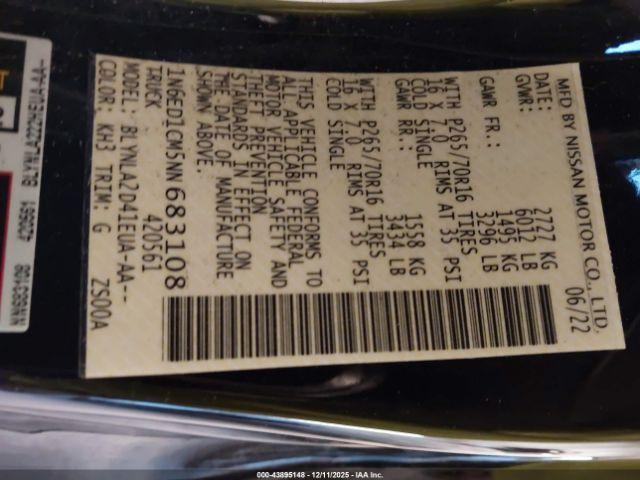 MFD BY NISSAN MOTOR CO., LTD.
DATE: 06/22
GVWR: 2727 KG
6012 LB
GAWR FR.: 1495 KG
3296 LB
W/ P265/70R16 TIRES
16 X 7.0 RIMS AT 35 PSI
COLD SINGLE
GAWR RR.: 1558 KG
3434 LB
W/ P265/70R16 TIRES
16 X 7.0 RIMS AT 35 PSI
COLD SINGLE
THIS VEHICLE CONFORMS TO
ALL APPLICABLE FEDERAL
MOTOR VEHICLE SAFETY AND
THEFT PREVENTION
STANDARDS IN EFFECT ON
THE DATE OF MANUFACTURE
SHOWN ABOVE.
1N6ED1CM5NN683108
TRUCK 420561
MODEL: BLYNLA2D41EUA-AA--
COLOR: KH3 TRIM: G ZS00A
000-43895148 - 12/11/2025 - IAA Inc.